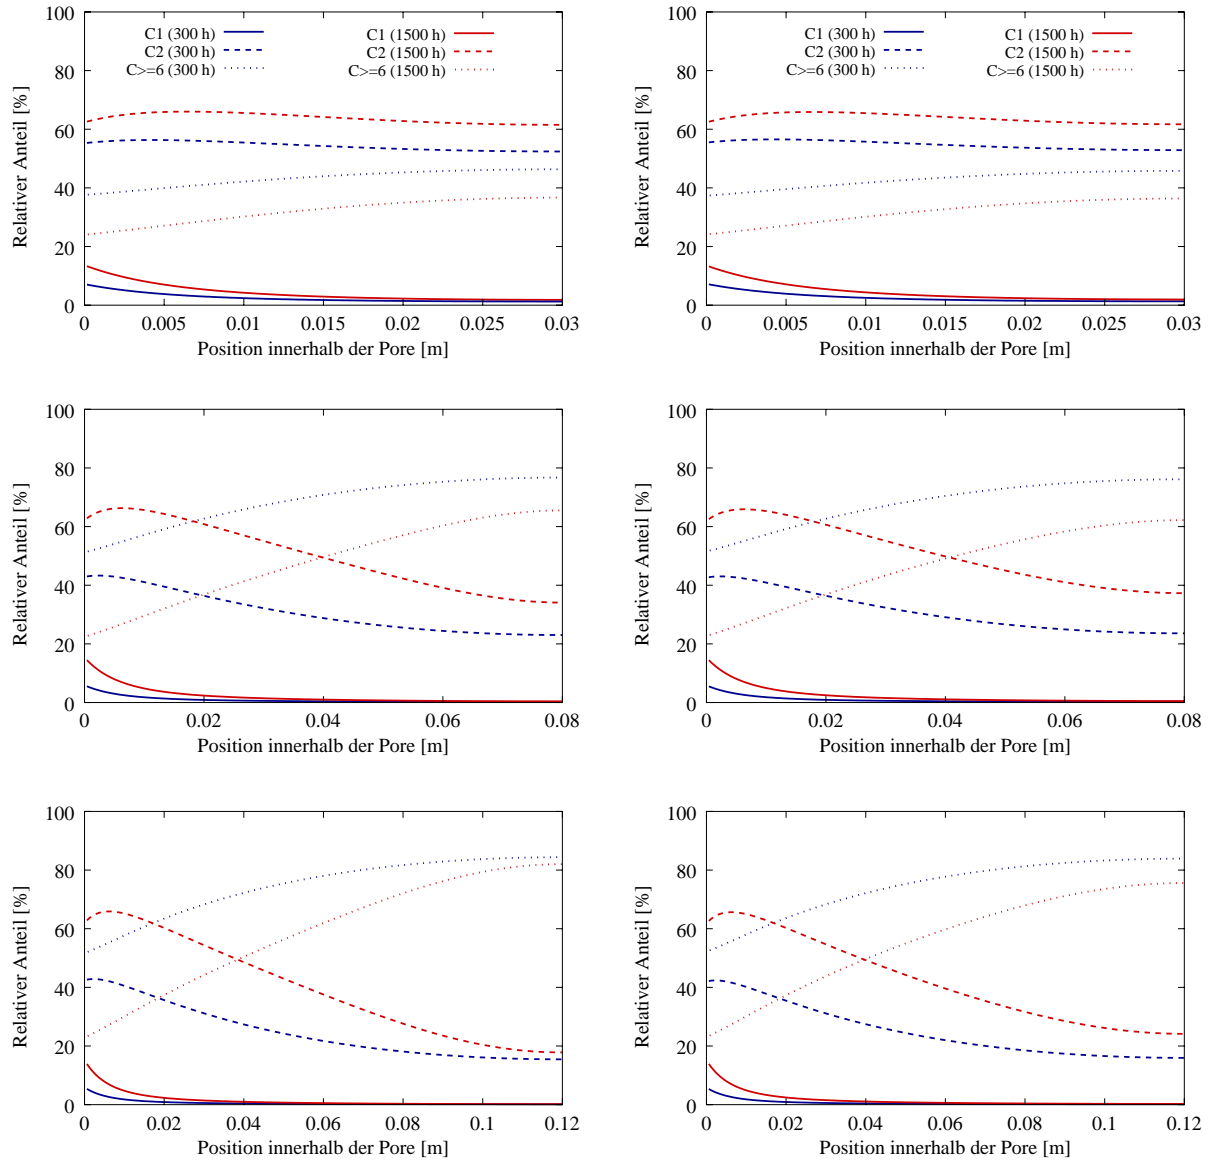 100
80
60
40
20
0
Relativer Anteil [%]
C1 (300 h) C1 (1500 h)
C2 (300 h) C2 (1500 h)
C>=6 (300 h) C>=6 (1500 h)
0 0.005 0.01 0.015 0.02 0.025 0.03
Position innerhalb der Pore [m]
100
80
60
40
20
0
Relativer Anteil [%]
C1 (300 h) C1 (1500 h)
C2 (300 h) C2 (1500 h)
C>=6 (300 h) C>=6 (1500 h)
0 0.005 0.01 0.015 0.02 0.025 0.03
Position innerhalb der Pore [m]
100
80
60
40
20
0
Relativer Anteil [%]
0 0.02 0.04 0.06 0.08
Position innerhalb der Pore [m]
100
80
60
40
20
0
Relativer Anteil [%]
0 0.02 0.04 0.06 0.08
Position innerhalb der Pore [m]
100
80
60
40
20
0
Relativer Anteil [%]
0 0.02 0.04 0.06 0.08 0.1 0.12
Position innerhalb der Pore [m]
100
80
60
40
20
0
Relativer Anteil [%]
0 0.02 0.04 0.06 0.08 0.1 0.12
Position innerhalb der Pore [m]